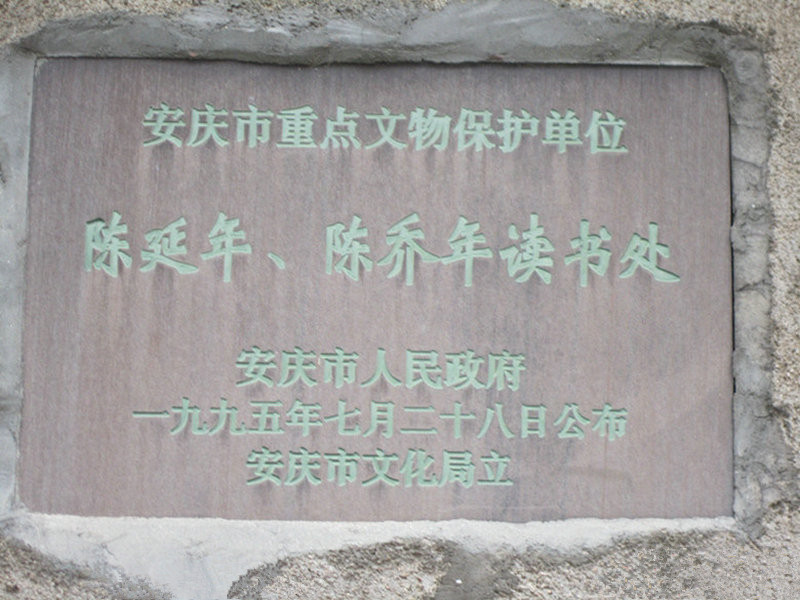 安庆市重点文物保护单位
陈延年、陈乔年读书处
安庆市人民政府
一九九五年七月二十八日公布
安庆市文化局立